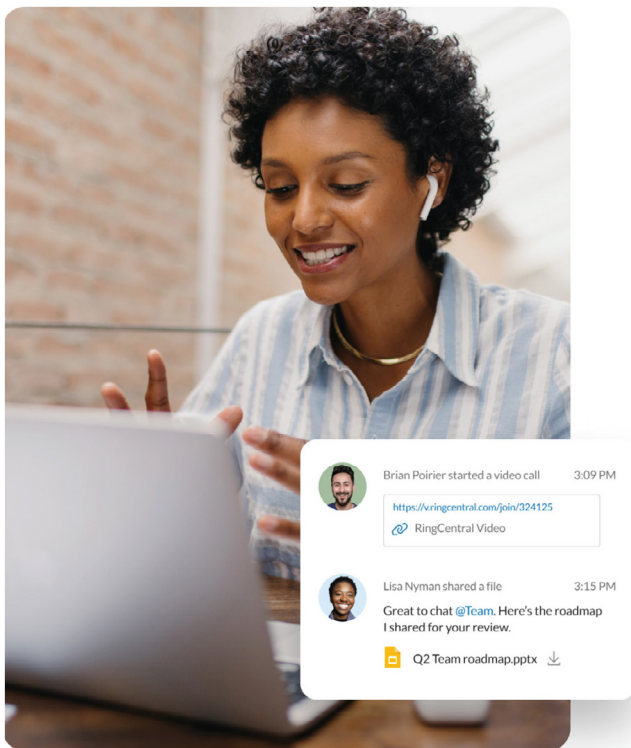 Brian Poirier started a video call 3:09 PM
https://v.ringcentral.com/join/324125
RingCentral Video
Lisa Nyman shared a file 3:15 PM
Great to chat @Team. Here's the roadmap
I shared for your review.
Q2 Team roadmap.pptx